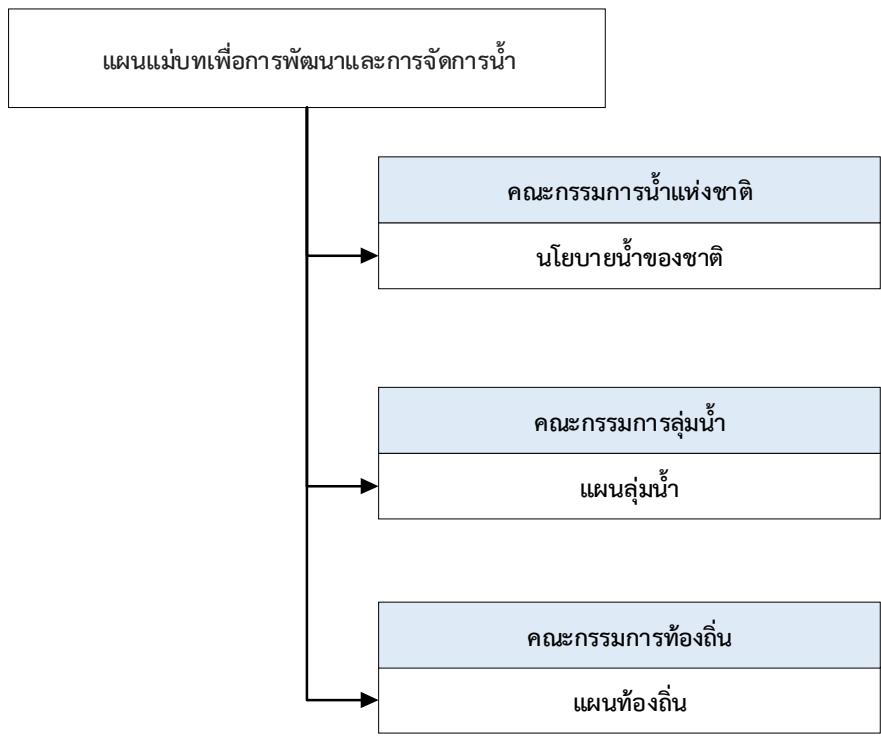 แผนแม่บทเพื่อการพัฒนาและการจัดการน้ำ
คณะกรรมการน้ำแห่งชาติ
นโยบายน้ำของชาติ
คณะกรรมการลุ่มน้ำ
แผนลุ่มน้ำ
คณะกรรมการท้องถิ่น
แผนท้องถิ่น